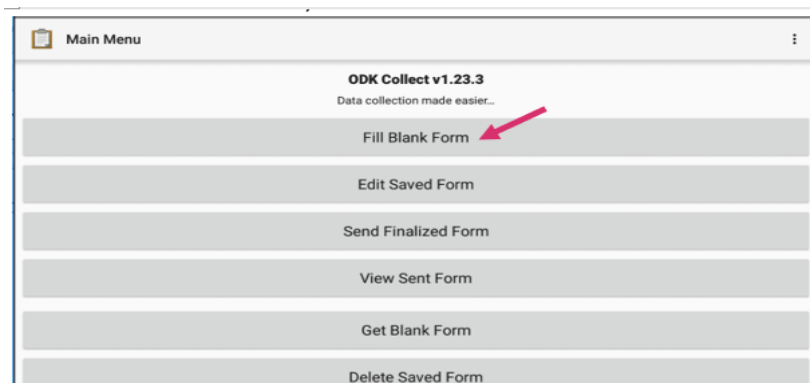 Main Menu
ODK Collect v1.23.3
Data collection made easier...
Fill Blank Form
Edit Saved Form
Send Finalized Form
View Sent Form
Get Blank Form
Delete Saved Form